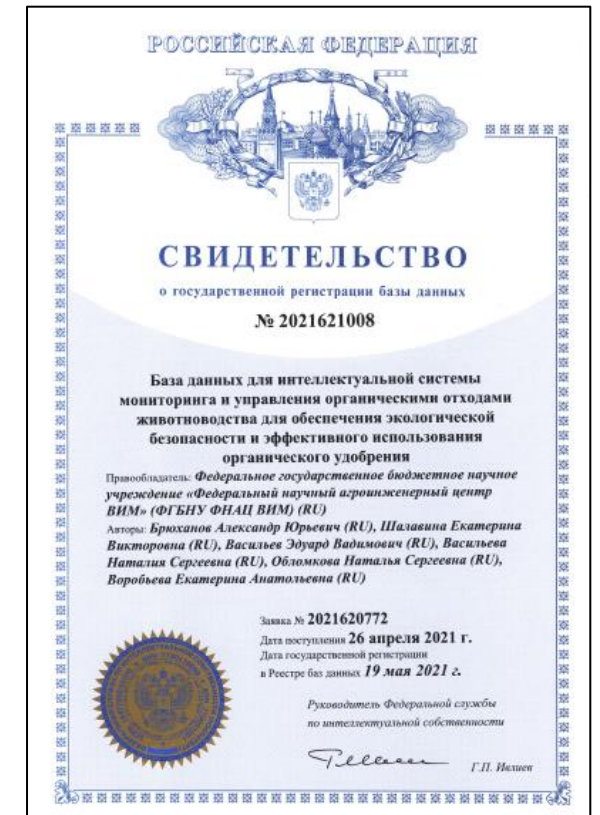 РОССИЙСКАЯ ФЕДЕРАЦИЯ
СВИДЕТЕЛЬСТВО
о государственной регистрации базы данных
№ 2021621008
База данных для интеллектуальной системы
мониторинга и управления органическими отходами
животноводства для обеспечения экологической
безопасности и эффективного использования
органического удобрения
Правообладатель: Федеральное государственное бюджетное научное
учреждение «Федеральный научный агроинженерный центр
ВИМ» (ФГБНУ ФНАЦ ВИМ) (RU)
Авторы: Брюханов Александр Юрьевич (RU), Шалавина Екатерина
Викторовна (RU), Васильев Эдуард Вадимович (RU), Васильева
Наталия Сергеевна (RU), Обломкова Наталья Сергеевна (RU),
Воробьева Екатерина Анатольевна (RU)
Заявка № 2021620772
Дата поступления 26 апреля 2021 г.
Дата государственной регистрации
в Реестре баз данных 19 мая 2021 г.
Руководитель Федеральной службы
по интеллектуальной собственности
Г.П. Ивлиев